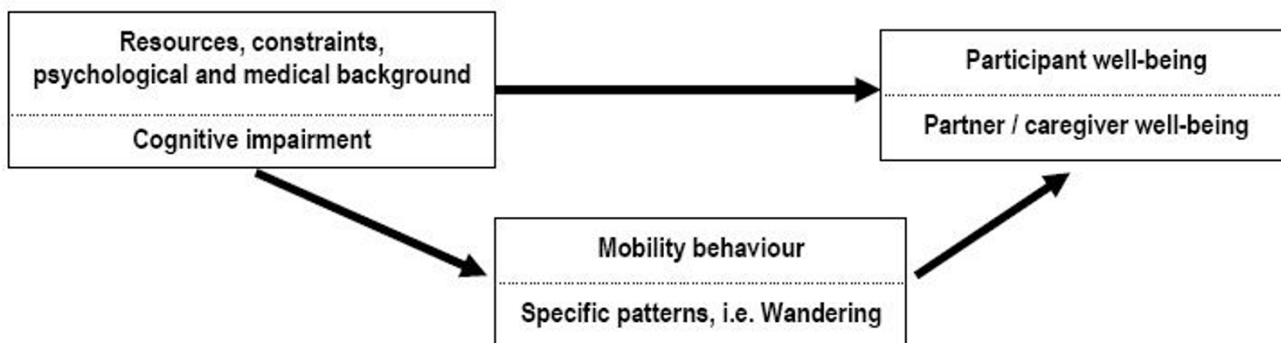 Resources, constraints,
psychological and medical background
Cognitive impairment
Participant well-being
Partner / caregiver well-being
Mobility behaviour
Specific patterns, i.e. Wandering